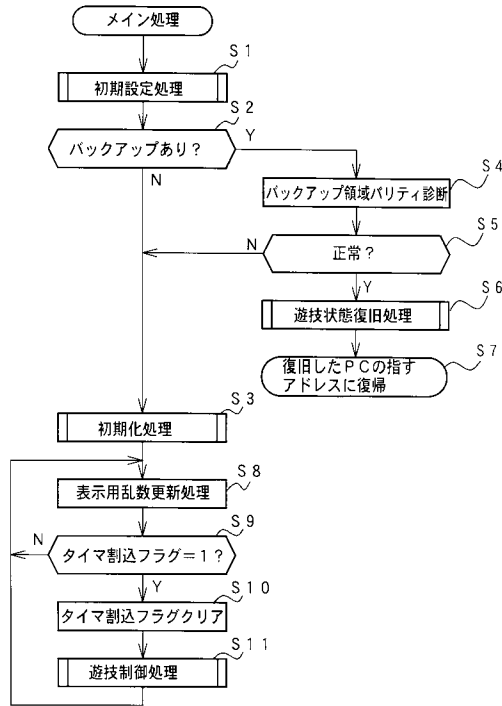 メイン処理
S1
初期設定処理
S2
バックアップあり？
Y
N
S4
バックアップ領域パリティ診断
S5
正常？
N
Y
S6
遊技状態復旧処理
S7
復旧したPCの指す
アドレスに復帰
S3
初期化処理
S8
表示用乱数更新処理
S9
タイマ割込フラグ＝1？
N
Y
S10
タイマ割込フラグクリア
S11
遊技制御処理